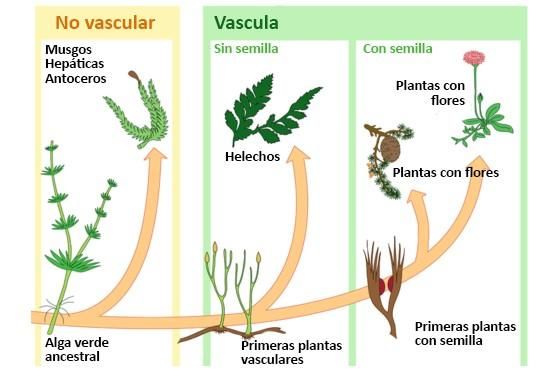 No vascular
Vascula
Musgos
Hepáticas
Antoceros
Sin semilla
Con semilla
Plantas con
flores
Helechos
Plantas con flores
Alga verde
ancestral
Primeras plantas
vasculares
Primeras plantas
con semilla